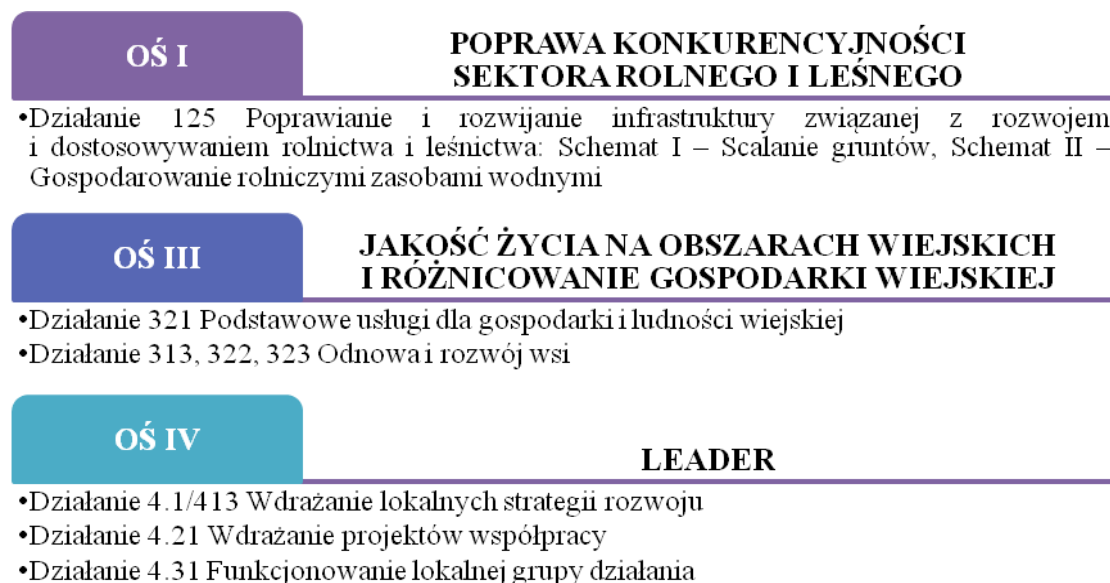 OŚ I
POPRAWA KONKURENCYJNOŚCI
SEKTORA ROLNEGO I LEŚNEGO
•Działanie 125 Poprawianie i rozwijanie infrastruktury związanej z rozwojem
i dostosowywaniem rolnictwa i leśnictwa: Schemat I – Scalanie gruntów, Schemat II –
Gospodarowanie rolniczymi zasobami wodnymi
OŚ III
JAKOŚĆ ŻYCIA NA OBSZARACH WIEJSKICH
I RÓŻNICOWANIE GOSPODARKI WIEJSKIEJ
•Działanie 321 Podstawowe usługi dla gospodarki i ludności wiejskiej
•Działanie 313, 322, 323 Odnowa i rozwój wsi
OŚ IV
LEADER
•Działanie 4.1/413 Wdrażanie lokalnych strategii rozwoju
•Działanie 4.21 Wdrażanie projektów współpracy
•Działanie 4.31 Funkcjonowanie lokalnej grupy działania